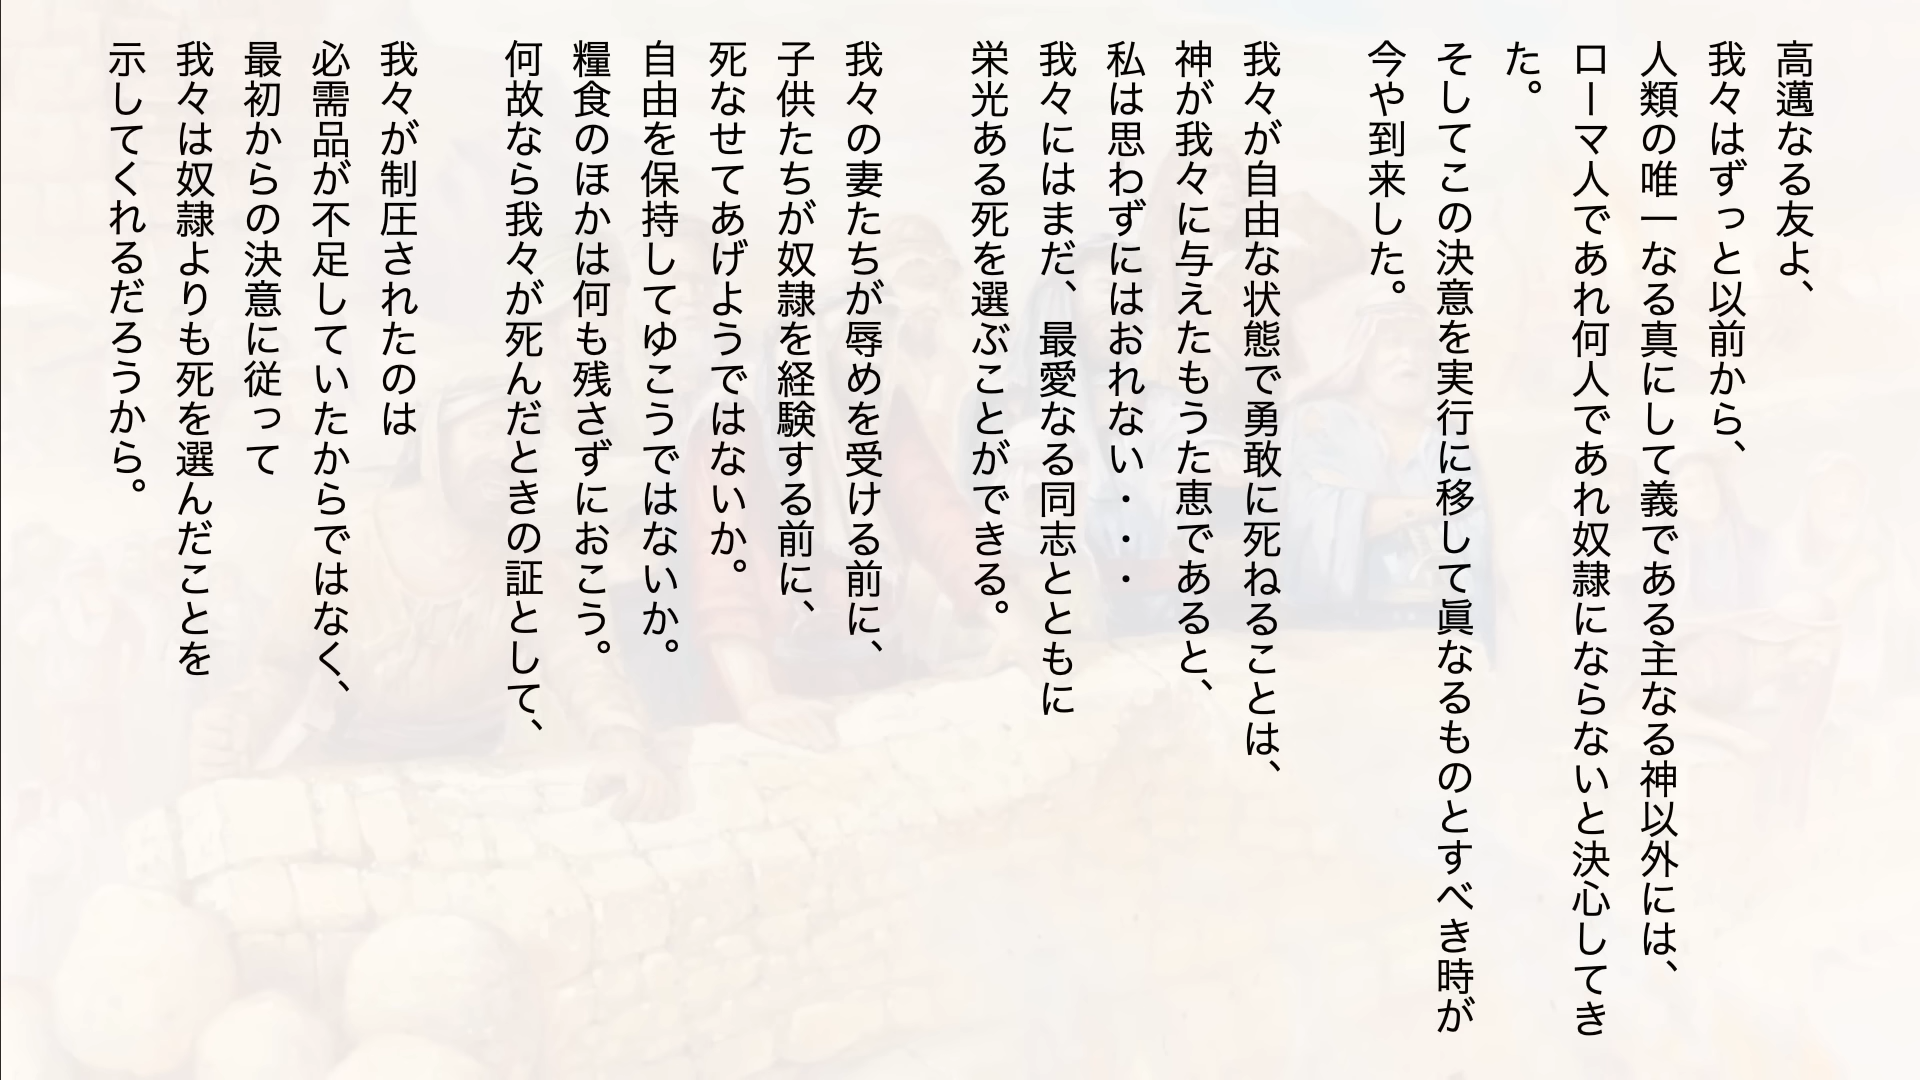 高邁なる友よ、
我々はずっと以前から、
人類の唯一なる真にして義である主なる神以外には、
ローマ人であれ何人であれ奴隷にならないと決心してき
た。
そしてこの決意を実行に移して眞なるものとすべき時が
今や到来した。
我々が自由な状態で勇敢に死ねることは、
神が我々に与えたもうた恵であると、
私は思わずにはおれない・・・
我々にはまだ、最愛なる同志とともに
栄光ある死を選ぶことができる。
我々の妻たちが辱めを受ける前に、
子供たちが奴隷を経験する前に、
死なせてあげようではないか。
自由を保持してゆこうではないか。
糧食のほかは何も残さずにおこう。
何故なら我々が死んだときの証として、
我々が制圧されたのは
必需品が不足していたからではなく、
最初からの決意に従って
我々は奴隷よりも死を選んだことを
示してくれるだろうから。